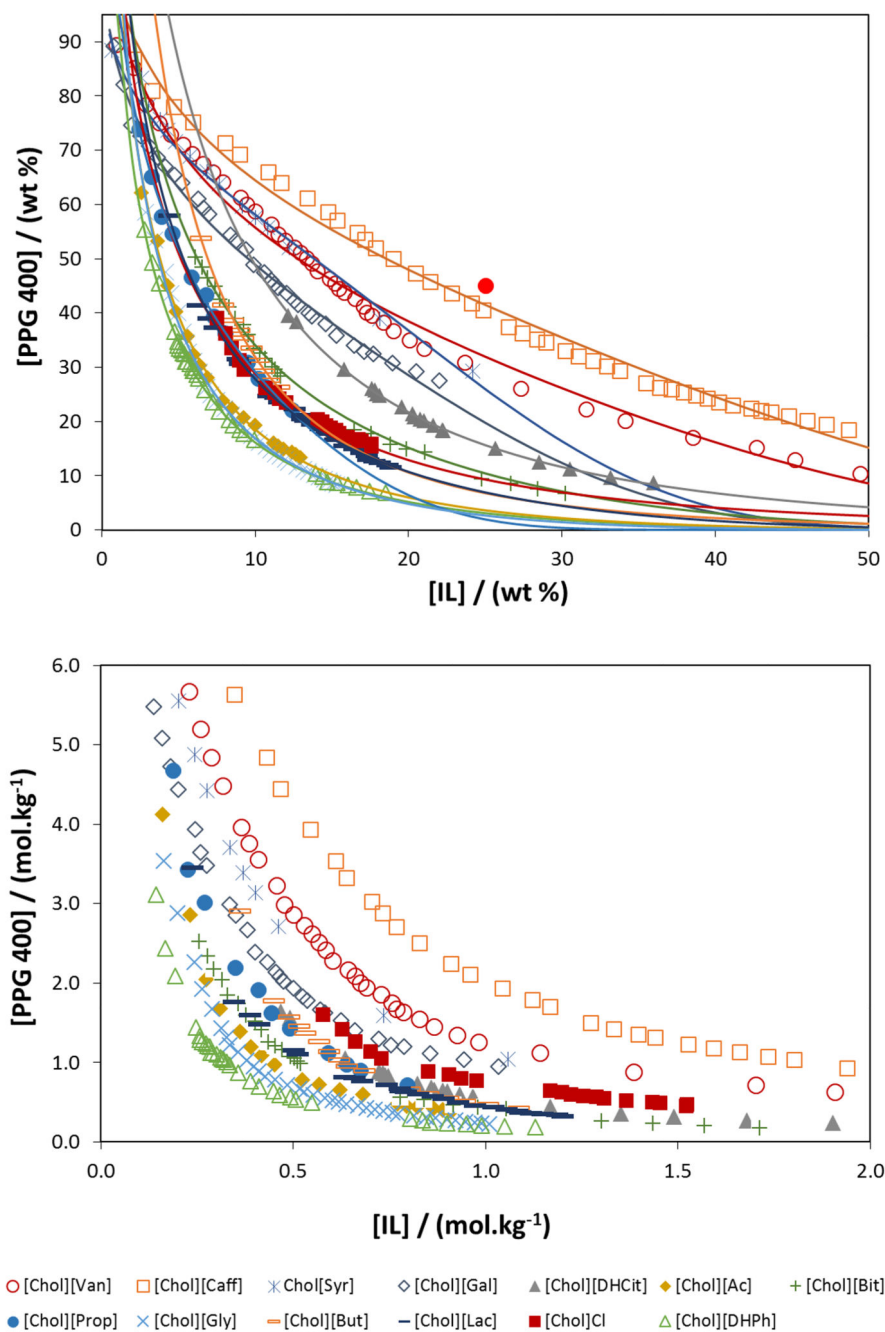 [PPG 400] / (wt %)
90
80
70
60
50
40
30
20
10
0
0 10 20 30 40 50
[IL] / (wt %)
[PPG 400] / (mol.kg-1)
6.0
5.0
4.0
3.0
2.0
1.0
0.0
0.0 0.5 1.0 1.5 2.0
[IL] / (mol.kg-1)
[Chol][Van] [Chol][Caff] Chol[Syr] [Chol][Gal] [Chol][DHCit] [Chol][Ac] [Chol][Bit]
[Chol][Prop] [Chol][Gly] [Chol][But] [Chol][Lac] [Chol]Cl [Chol][DHPh]